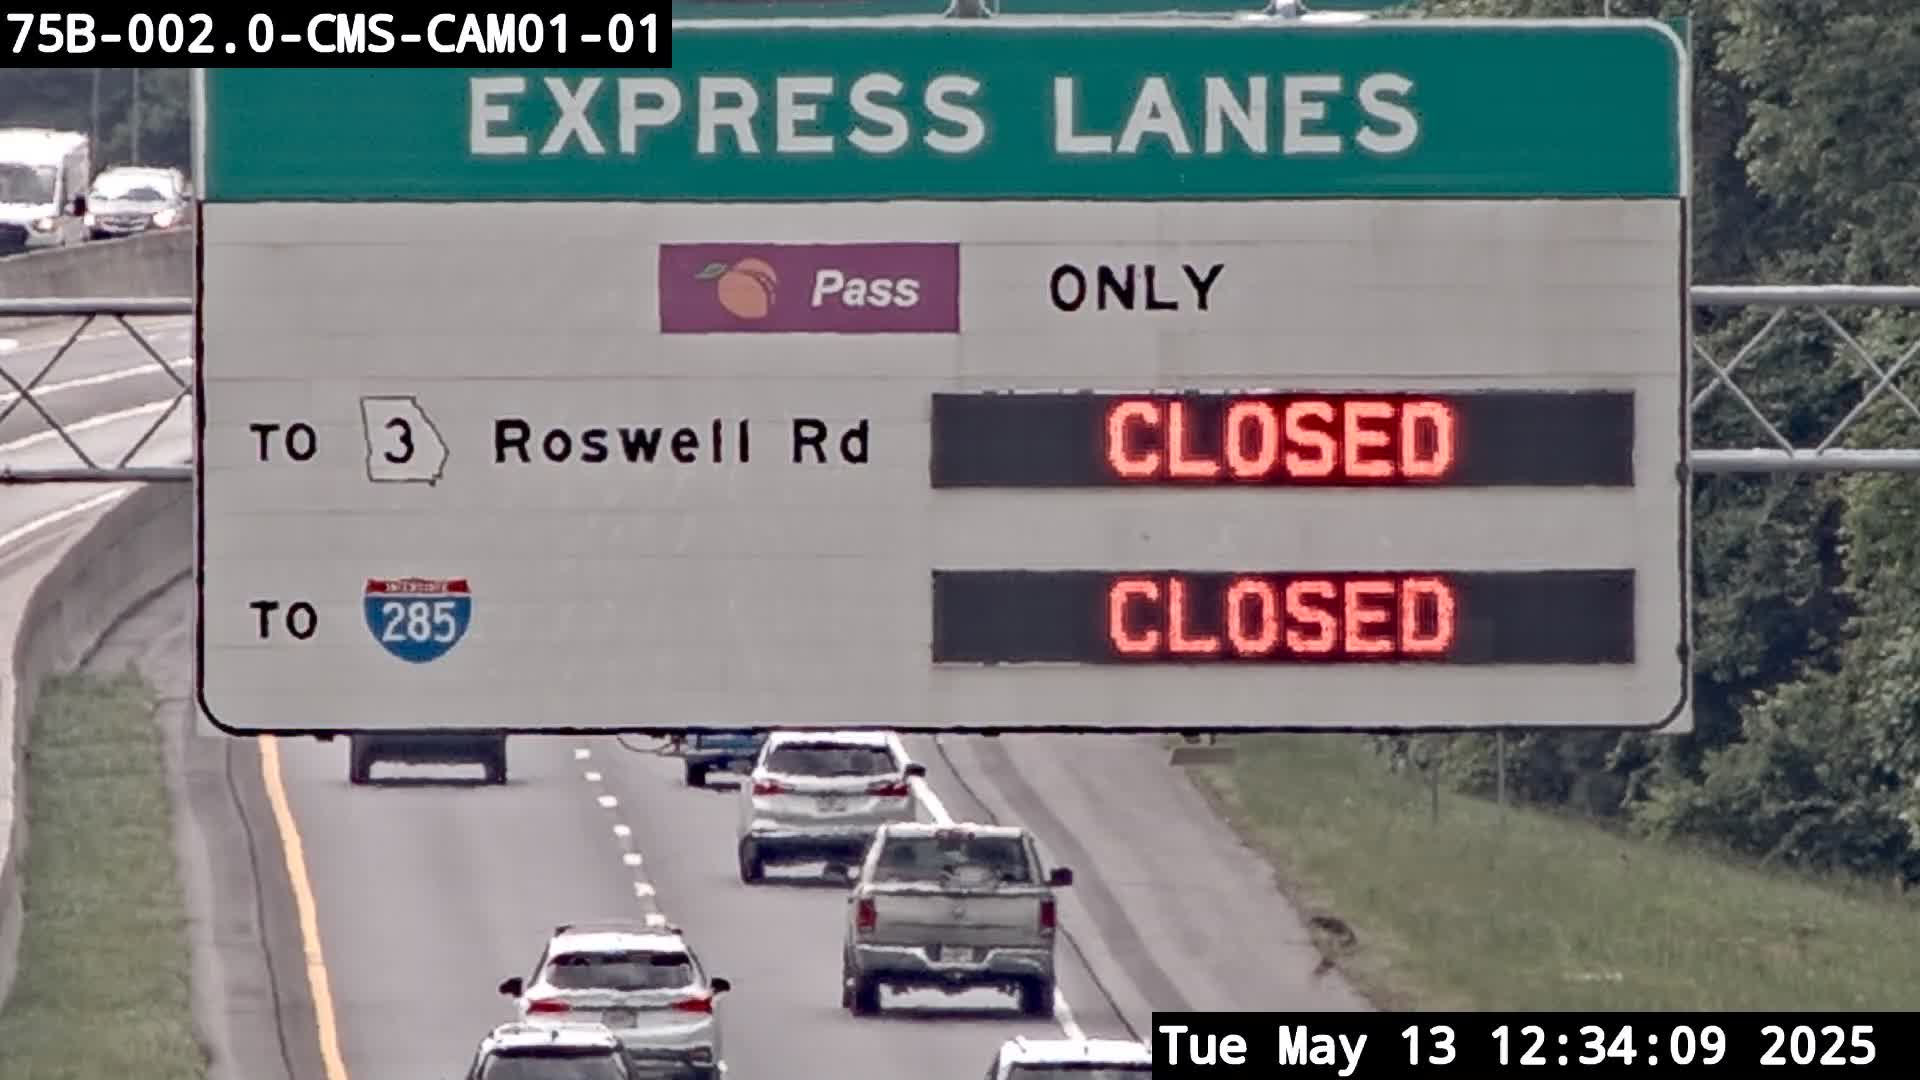 75B-002.0-CMS-CAM01-01
EXPRESS LANES
Pass ONLY
TO 3 Roswell Rd CLOSED
INTERSTATE
TO 285 CLOSED
Tue May 13 12:34:09 2025